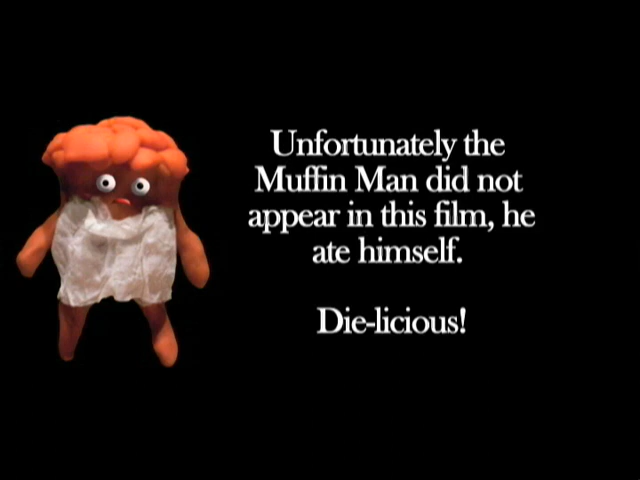 Unfortunately the
Muffin Man did not
appear in this film, he
ate himself.
Die-licious!